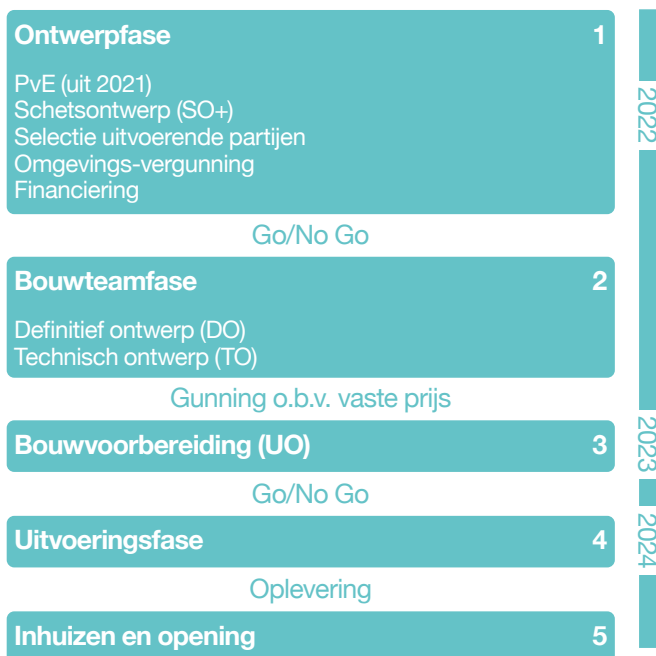 Ontwerpfase 1
PvE (uit 2021)
Schetsontwerp (SO+)
Selectie uitvoerende partijen
Omgevings-vergunning
Financiering
Go/No Go
Bouwteamfase 2
Definitief ontwerp (DO)
Technisch ontwerp (TO)
Gunning o.b.v. vaste prijs
Bouwvoorbereiding (UO) 3
Go/No Go
Uitvoeringsfase 4
Oplevering
Inhuizen en opening 5
2022
2023
2024